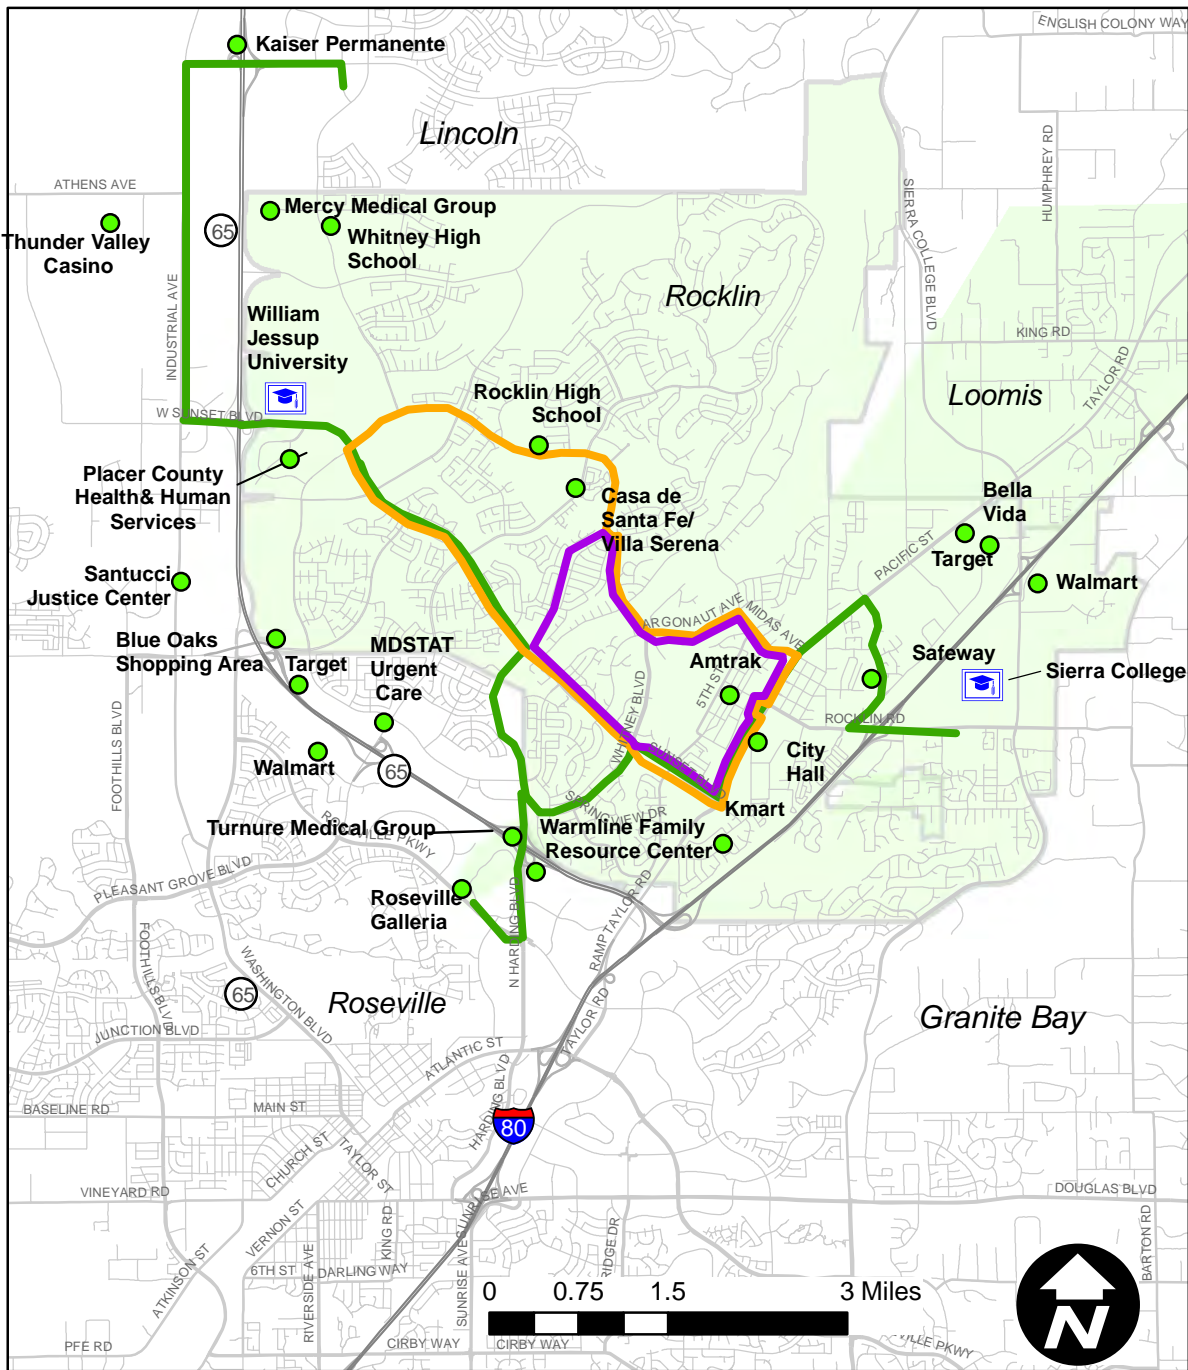 ENGLISH COLONY WAY
Kaiser Permanente
Lincoln
HUMPHREY RD
ATHENS AVE
SIERRA COLLEGE BLVD
Mercy Medical Group
65
Whitney High
School
Thunder Valley
Casino
INDUSTRIAL AVE
Rocklin
William
Jessup
University
KING RD
TAYLOR RD
Loomis
Rocklin High
School
W SUNSET BLVD
Placer County
Health& Human
Services
Casa de
Santa Fe/
Villa Serena
Bella
Vida
PACIFIC ST
Target
Santucci
Justice Center
Walmart
ARGONAUT AVE
MIDAS AVE
Blue Oaks
Shopping Area
Target
MDSTAT
Urgent
Care
Amtrak
5TH ST
Safeway
Sierra College
ROCKLIN RD
FOOTHILLS BLVD
WHITNEY BLVD
SUNSET BLVD
City
Hall
Walmart
65
SPRINGVIEW DR
Kmart
ROSEVILLE PKWY
Turnure Medical Group
Warmline Family
Resource Center
PLEASANT GROVE BLVD
Roseville
Galleria
N HARDING BLVD
RAMP TAYLOR RD
FOOTHILLS BLVD
WASHINGTON BLVD
65
Roseville
TAYLOR RD
Granite Bay
JUNCTION BLVD
ATLANTIC ST
HARDING BLVD
BASELINE RD
MAIN ST
80
CHURCH ST
TAYLOR ST
VINEYARD RD
SUNRISE AVE
DOUGLAS BLVD
VERNON ST
KING RD
SUNRISE AVE
RIDGE DR
BARTON RD
ATKINSON ST
6TH ST
DARLING WAY
RIVERSIDE AVE
0 0.75 1.5 3 Miles
N
PFE RD
CIRBY WAY
CIRBY WAY
VILLE PKWY